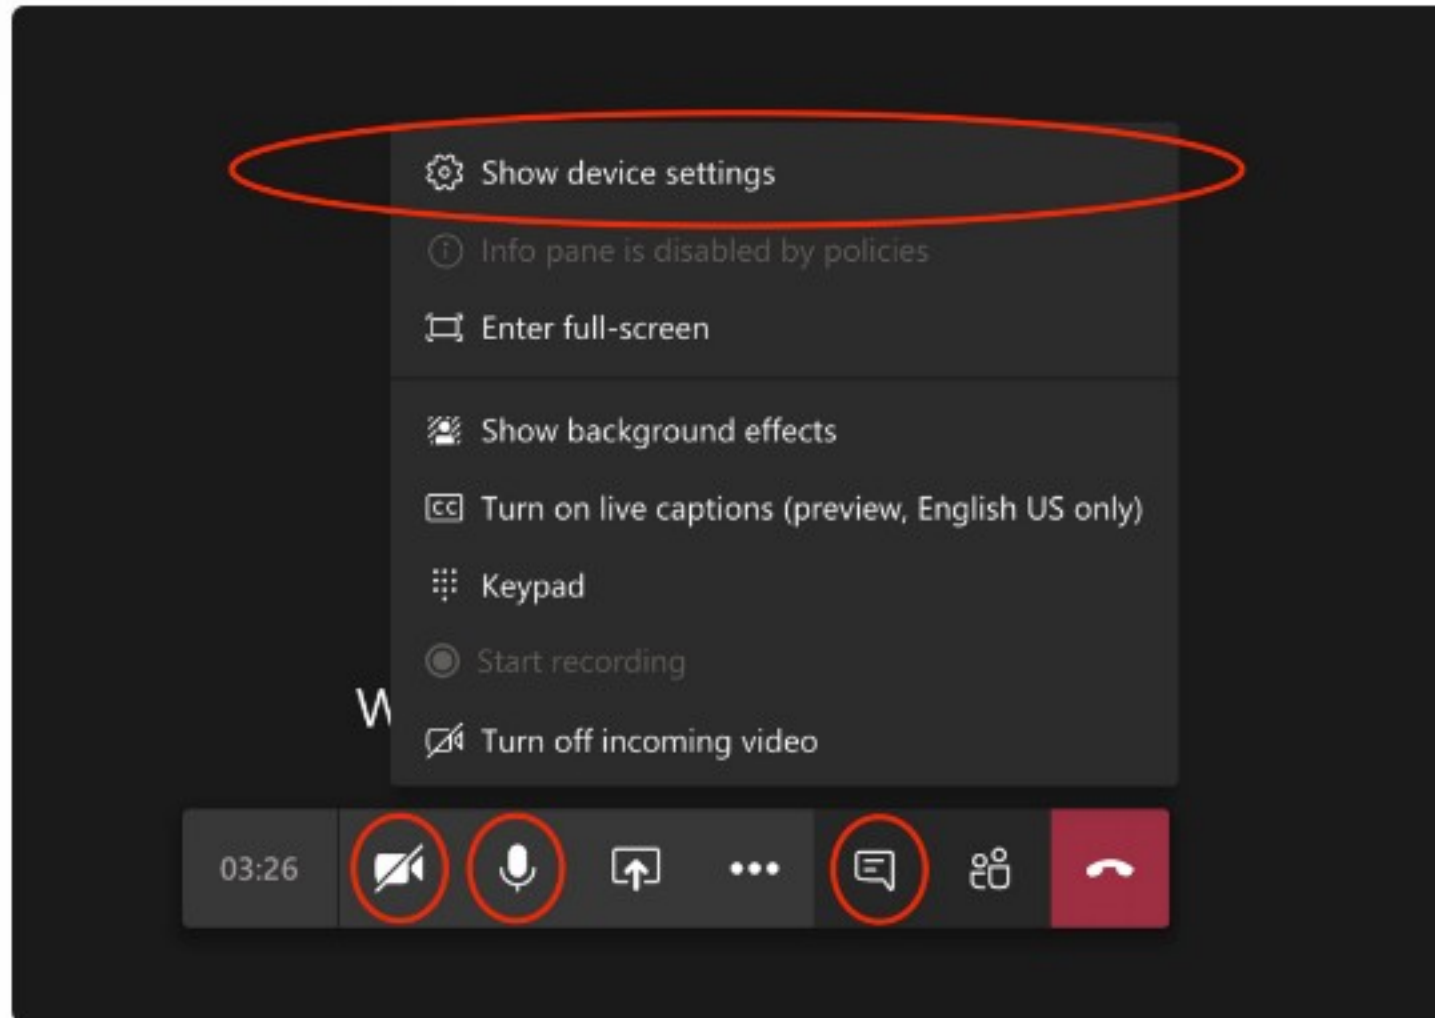 Show device settings
Info pane is disabled by policies
Enter full-screen
Show background effects
CC Turn on live captions (preview, English US only)
Keypad
Start recording
W
Turn off incoming video
03:26